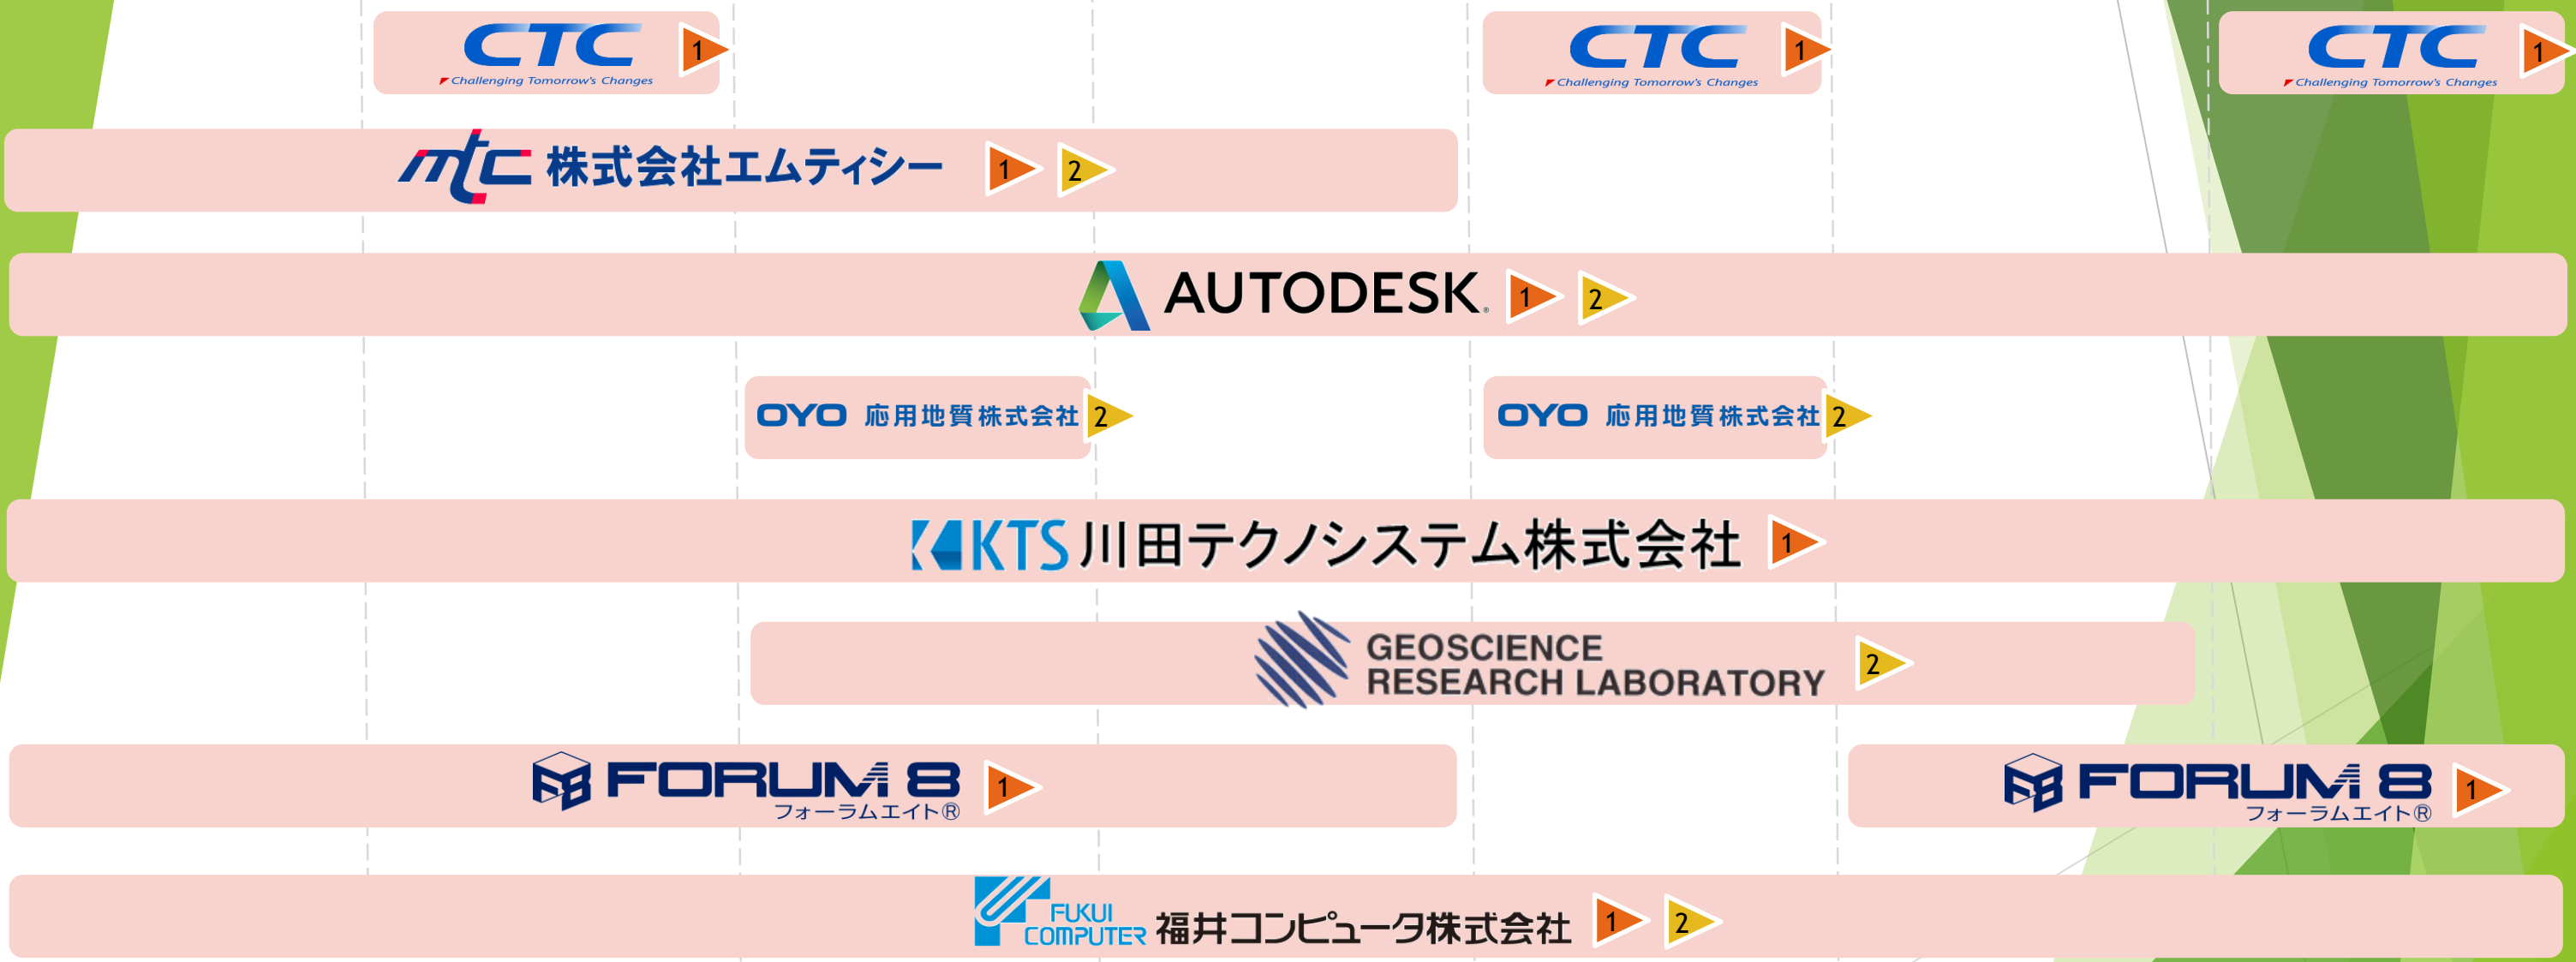 CTC 1 CTC 1 CTC 1
Challenging Tomorrow's Changes Challenging Tomorrow's Changes Challenging Tomorrow's Changes
mtc 株式会社エムティシー 1 2
AUTODESK® 1 2
OYO 応用地質株式会社 2 OYO 応用地質株式会社 2
KTS 川田テクノシステム株式会社 1
GEOSCIENCE
RESEARCH LABORATORY 2
F8 FORUM 8 1 F8 FORUM 8 1
フォーラムエイト® フォーラムエイト®
FUKUI
COMPUTER 福井コンピュータ株式会社 1 2